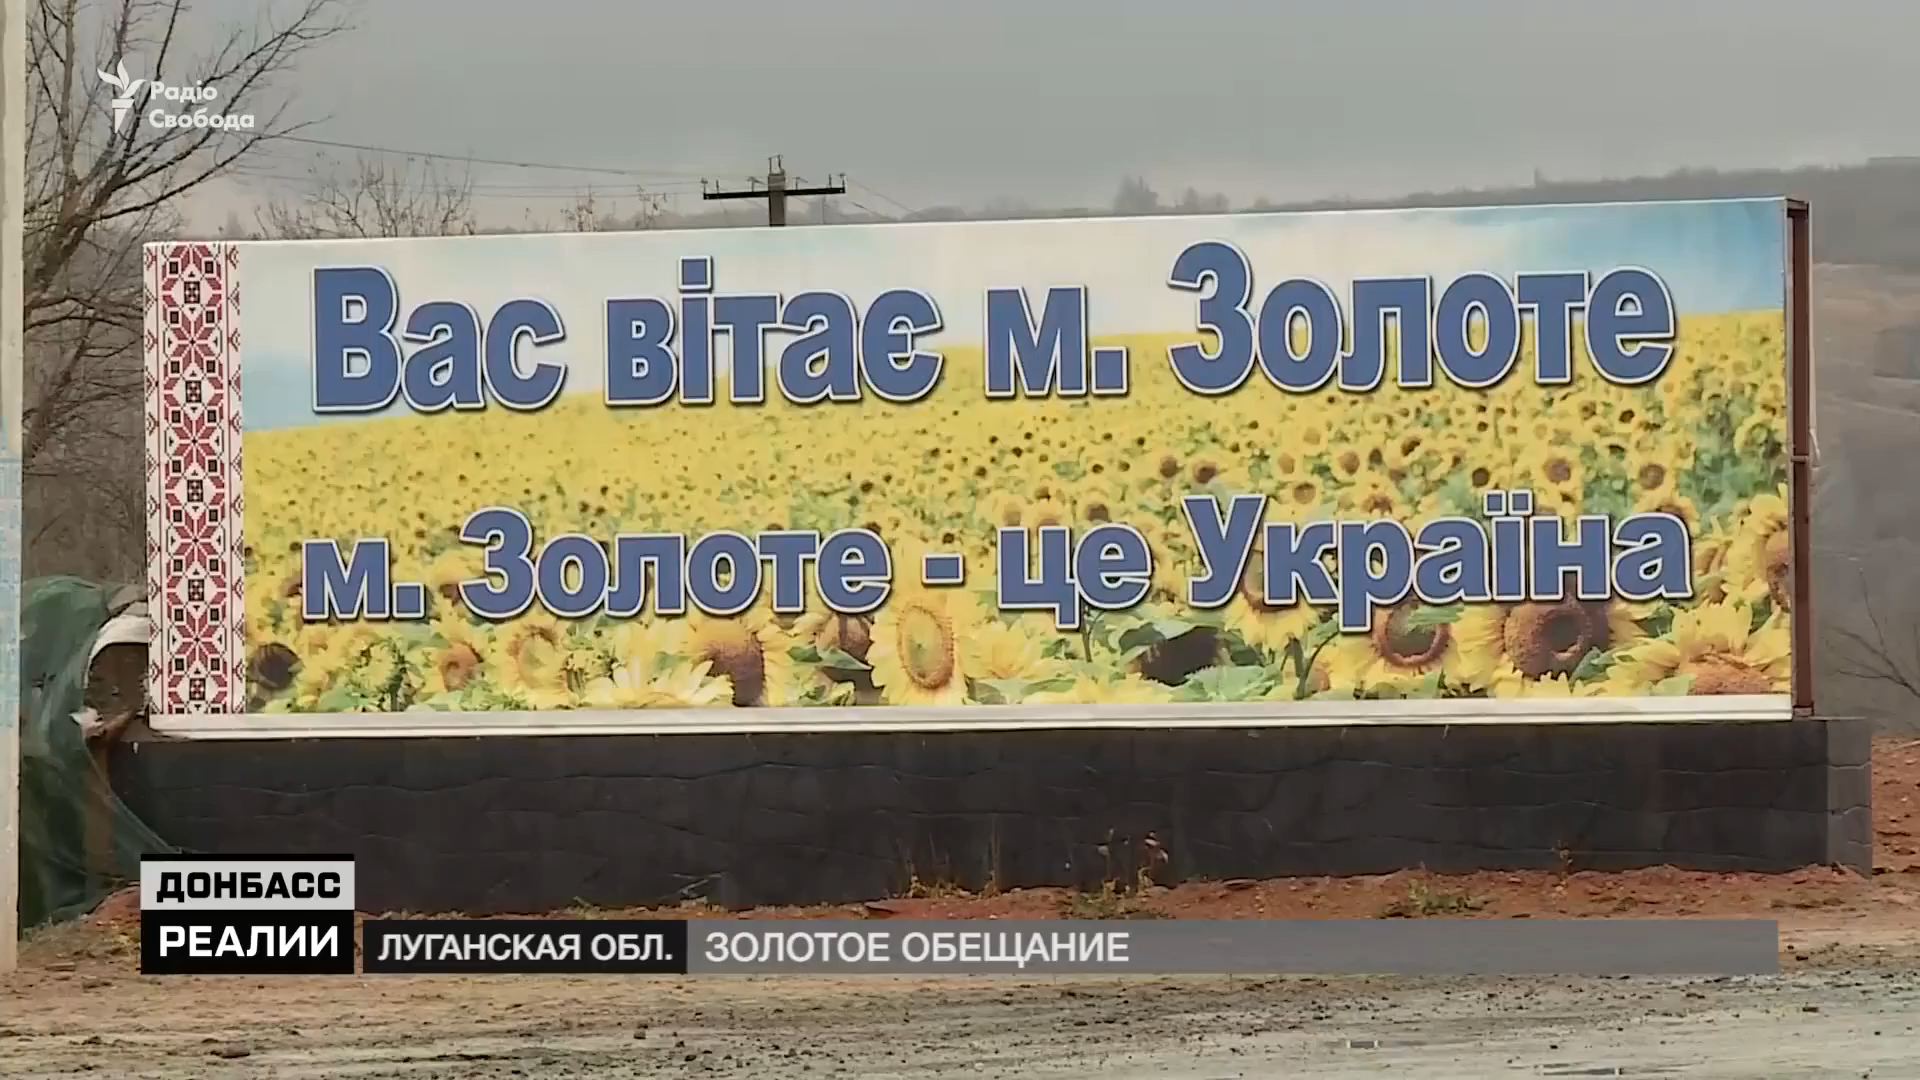 Радіо
Свобода
Вас вітає м. Золоте
м. Золоте - це Україна
ДОНБАСС
РЕАЛИИ
ЛУГАНСКАЯ ОБЛ.
ЗОЛОТОЕ ОБЕЩАНИЕ